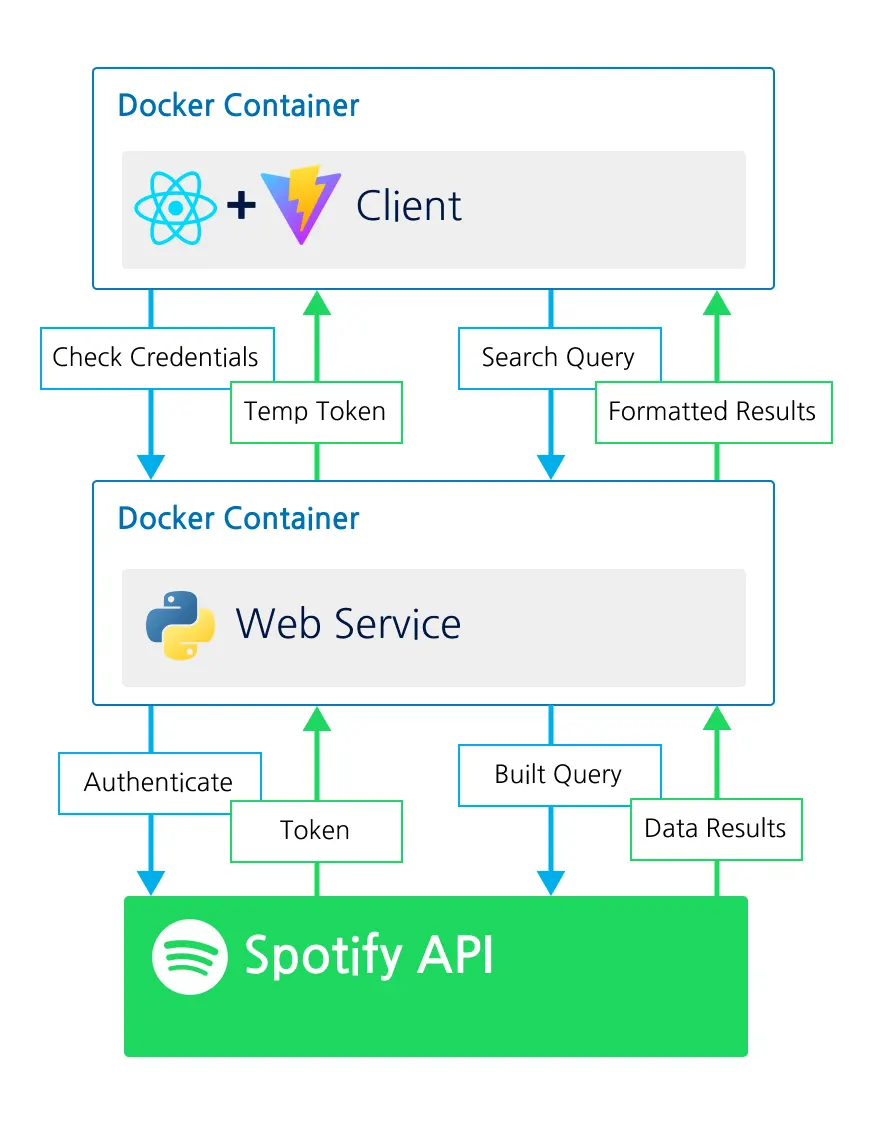 Docker Container
+ Client
Check Credentials
Search Query
Temp Token
Formatted Results
Docker Container
Web Service
Authenticate
Built Query
Token
Data Results
Spotify API